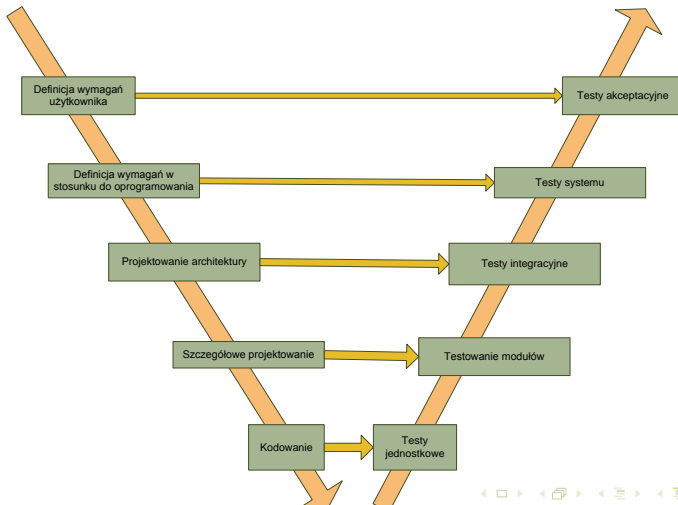 Definicja wymagań
użytkownika
Testy akceptacyjne
Definicja wymagań w
stosunku do oprogramowania
Testy systemu
Projektowanie architektury
Testy integracyjne
Szczegółowe projektowanie
Testowanie modułów
Kodowanie
Testy
jednostkowe